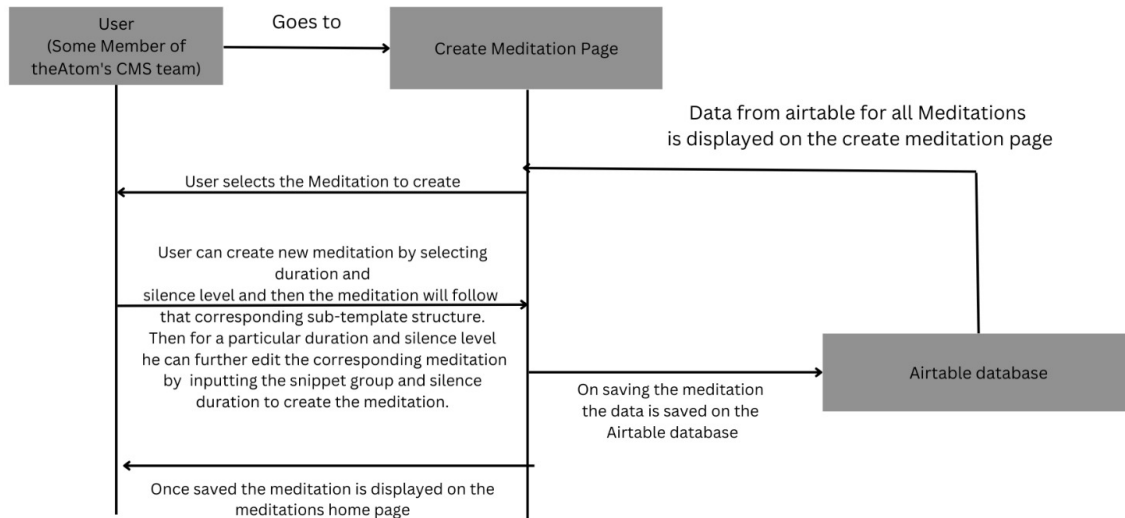 User
(Some Member of
theAtom's CMS team)
Goes to
Create Meditation Page
Data from airtable for all Meditations
is displayed on the create meditation page
User selects the Meditation to create
User can create new meditation by selecting
duration and
silence level and then the meditation will follow
that corresponding sub-template structure.
Then for a particular duration and silence level
he can further edit the corresponding meditation
by inputting the snippet group and silence
duration to create the meditation.
Airtable database
On saving the meditation
the data is saved on the
Airtable database
Once saved the meditation is displayed on the
meditations home page